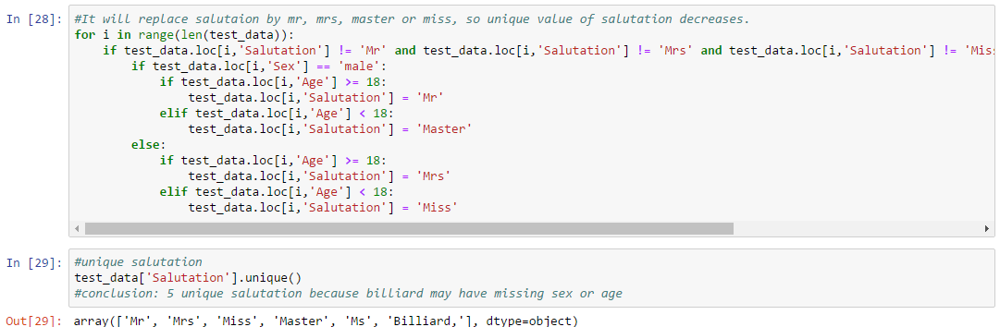 In [28]: #It will replace salutaion by mr, mrs, master or miss, so unique value of salutation decreases.
for i in range(len(test_data)):
    if test_data.loc[i,'Salutation'] != 'Mr' and test_data.loc[i,'Salutation'] != 'Mrs' and test_data.loc[i,'Salutation'] != 'Miss
        if test_data.loc[i,'Sex'] == 'male':
            if test_data.loc[i,'Age'] >= 18:
                test_data.loc[i,'Salutation'] = 'Mr'
            elif test_data.loc[i,'Age'] < 18:
                test_data.loc[i,'Salutation'] = 'Master'
        else:
            if test_data.loc[i,'Age'] >= 18:
                test_data.loc[i,'Salutation'] = 'Mrs'
            elif test_data.loc[i,'Age'] < 18:
                test_data.loc[i,'Salutation'] = 'Miss'
In [29]: #unique salutation
test_data['Salutation'].unique()
#conclusion: 5 unique salutation because billiard may have missing sex or age
Out[29]: array(['Mr', 'Mrs', 'Miss', 'Master', 'Ms', 'Billiard,'], dtype=object)